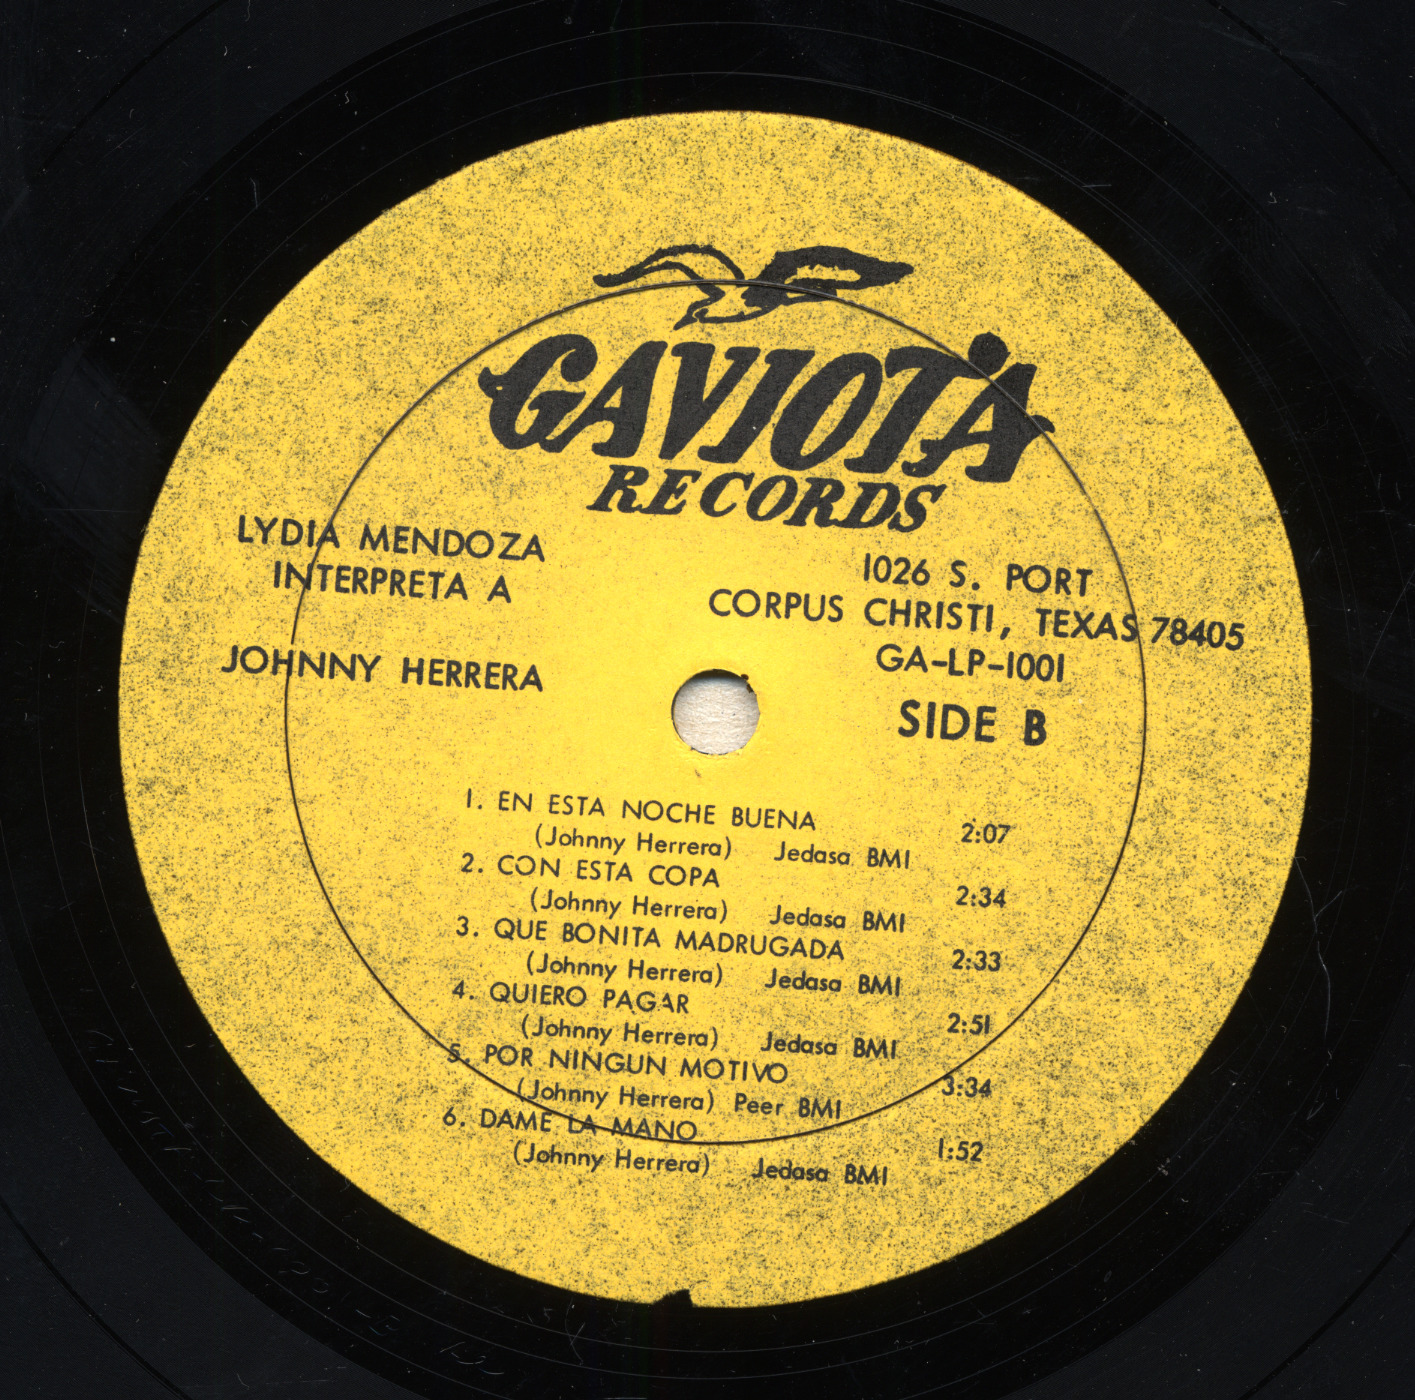 GAVIOTA
RECORDS
LYDIA MENDOZA
INTERPRETA A
JOHNNY HERRERA
1026 S. PORT
CORPUS CHRISTI, TEXAS 78405
GA-LP-1001
SIDE B
1. EN ESTA NOCHE BUENA 2:07
(Johnny Herrera) Jedasa BMI
2. CON ESTA COPA 2:34
(Johnny Herrera) Jedasa BMI
3. QUE BONITA MADRUGADA 2:33
(Johnny Herrera) Jedasa BMI
4. QUIERO PAGAR 2:51
(Johnny Herrera) Jedasa BMI
5. POR NINGUN MOTIVO 3:34
(Johnny Herrera) Peer BMI
6. DAME LA MANO 1:52
(Johnny Herrera) Jedasa BMI